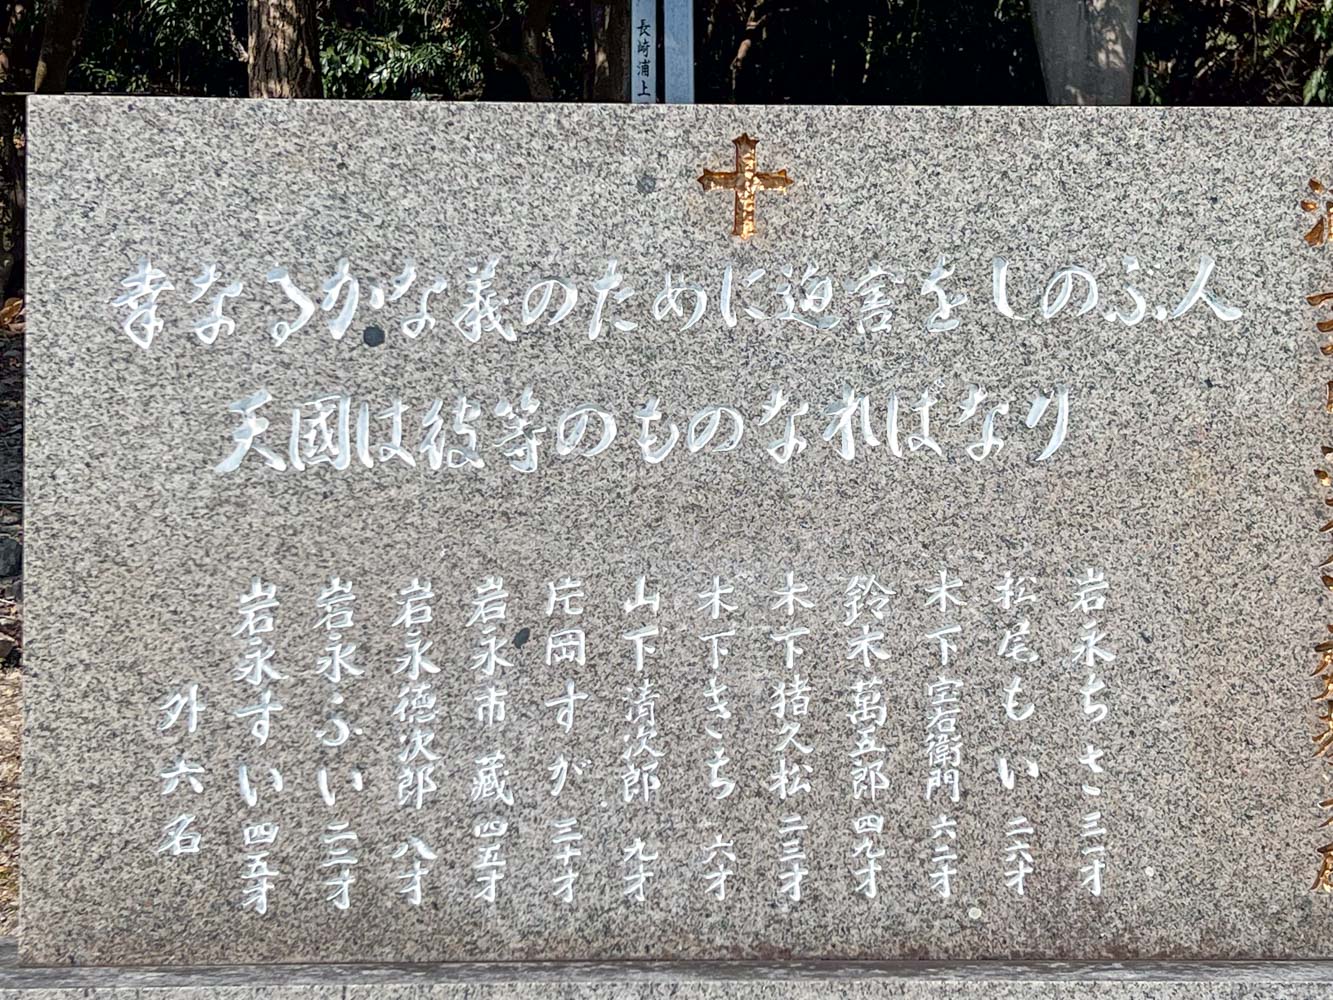 長崎浦上
幸なるかな義のために迫害をしのぶ人
天國は彼等のものなればなり
岩永ちさ 三一才
松尾もい 二六才
木下宗右衛門 六二才
鈴木萬五郎 四九才
木下猪久松 二三才
木下きち 六才
山下清次郎 九才
片岡すが 三十才
岩永市藏 四五才
岩永徳次郎 八才
岩永ふい 二二才
岩永すい 四五才
外六名